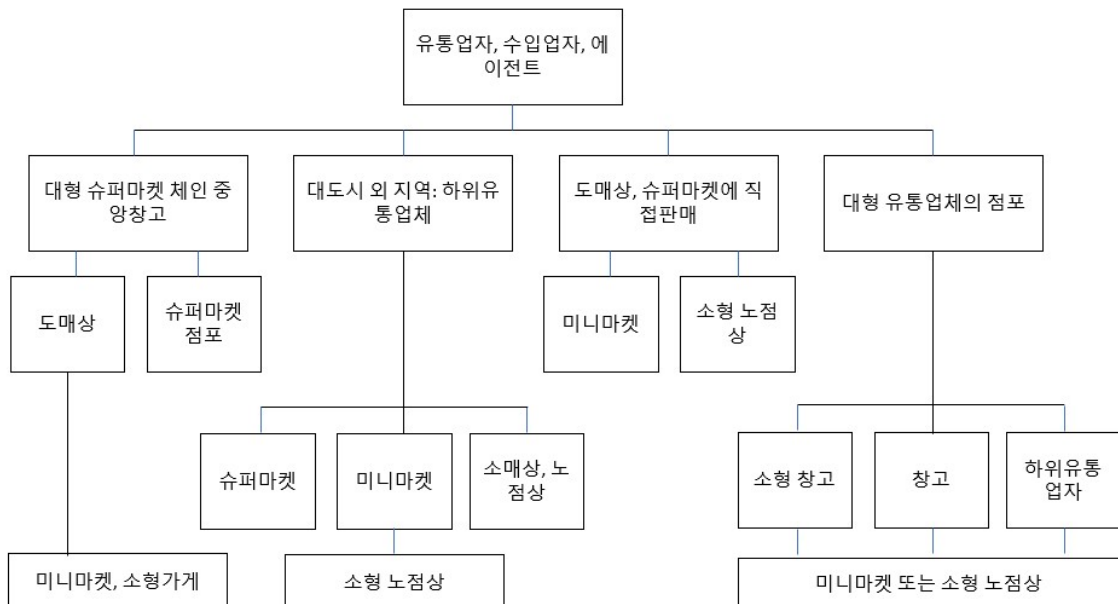 유통업자, 수입업자, 에
이전트
대형 슈퍼마켓 체인 중
앙창고
대도시 외 지역: 하위유
통업체
도매상, 슈퍼마켓에 직
접판매
대형 유통업체의 점포
도매상
슈퍼마켓
점포
미니마켓
소형 노점
상
슈퍼마켓
미니마켓
소매상, 노
점상
소형 창고
창고
하위유통
업자
미니마켓, 소형가게
소형 노점상
미니마켓 또는 소형 노점상